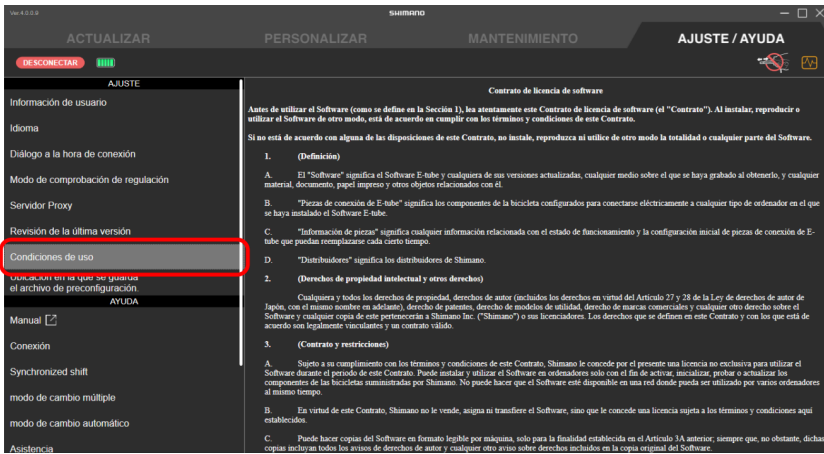 Ver.4.0.0.8
SHIMANO
ACTUALIZAR
PERSONALIZAR
MANTENIMIENTO
AJUSTE / AYUDA
DESCONECTAR
AJUSTE
Información de usuario
Idioma
Diálogo a la hora de conexión
Modo de comprobación de regulación
Servidor Proxy
Revisión de la última versión
Condiciones de uso
Ubicación en la que se guarda
el archivo de preconfiguración.
AYUDA
Manual
Conexión
Synchronized shift
modo de cambio múltiple
modo de cambio automático
Asistencia
Contrato de licencia de software
Antes de utilizar el Software (como se define en la Sección 1), lea atentamente este Contrato de licencia de software (el "Contrato"). Al instalar, reproducir o
utilizar el Software de otro modo, está de acuerdo en cumplir con los términos y condiciones de este Contrato.
Si no está de acuerdo con alguna de las disposiciones de este Contrato, no instale, reproduzca ni utilice de otro modo la totalidad o cualquier parte del Software.
1. (Definición)
A. El "Software" significa el Software E-tube y cualquiera de sus versiones actualizadas, cualquier medio sobre el que se haya grabado al obtenerlo, y cualquier
material, documento, papel impreso y otros objetos relacionados con él.
B. "Piezas de conexión de E-tube" significa los componentes de la bicicleta configurados para conectarse eléctricamente a cualquier tipo de ordenador en el que
se haya instalado el Software E-tube.
C. "Información de piezas" significa cualquier información relacionada con el estado de funcionamiento y la configuración inicial de piezas de conexión de E-
tube que puedan reemplazarse cada cierto tiempo.
D. "Distribuidores" significa los distribuidores de Shimano.
2. (Derechos de propiedad intelectual y otros derechos)
Cualquiera y todos los derechos de propiedad, derechos de autor (incluidos los derechos en virtud del Artículo 27 y 28 de la Ley de derechos de autor de
Japón, con el mismo nombre en adelante), derecho de patentes, derecho de modelos de utilidad, derecho de marcas comerciales y cualquier otro derecho sobre el
Software y cualquier copia de este pertenecerán a Shimano Inc. ("Shimano") o sus licenciadores. Los derechos que se definen en este Contrato y con los que está de
acuerdo son legalmente vinculantes y un contrato válido.
3. (Contrato y restricciones)
A. Sujeto a su cumplimiento con los términos y condiciones de este Contrato, Shimano le concede por el presente una licencia no exclusiva para utilizar el
Software durante el periodo de este Contrato. Puede instalar y utilizar el Software en ordenadores solo con el fin de activar, inicializar, probar o actualizar los
componentes de las bicicletas suministradas por Shimano. No puede hacer que el Software esté disponible en una red donde pueda ser utilizado por varios ordenadores
al mismo tiempo.
B. En virtud de este Contrato, Shimano no le vende, asigna ni transfiere el Software, sino que le concede una licencia sujeta a los términos y condiciones aquí
establecidos.
C. Puede hacer copias del Software en formato legible por máquina, solo para la finalidad establecida en el Artículo 3A anterior; siempre que, no obstante, dichas
copias incluyan todos los avisos de derechos de autor y cualquier otro aviso sobre derechos incluidos en la copia original del Software.